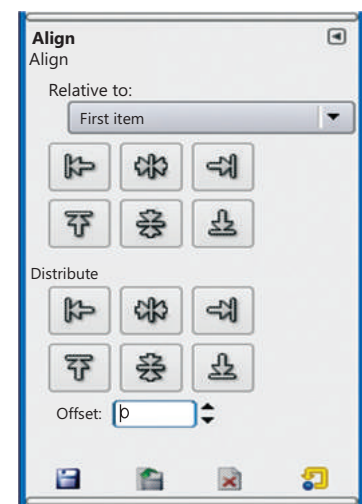 Align
Align
Relative to:
First item
Distribute
Offset: 0